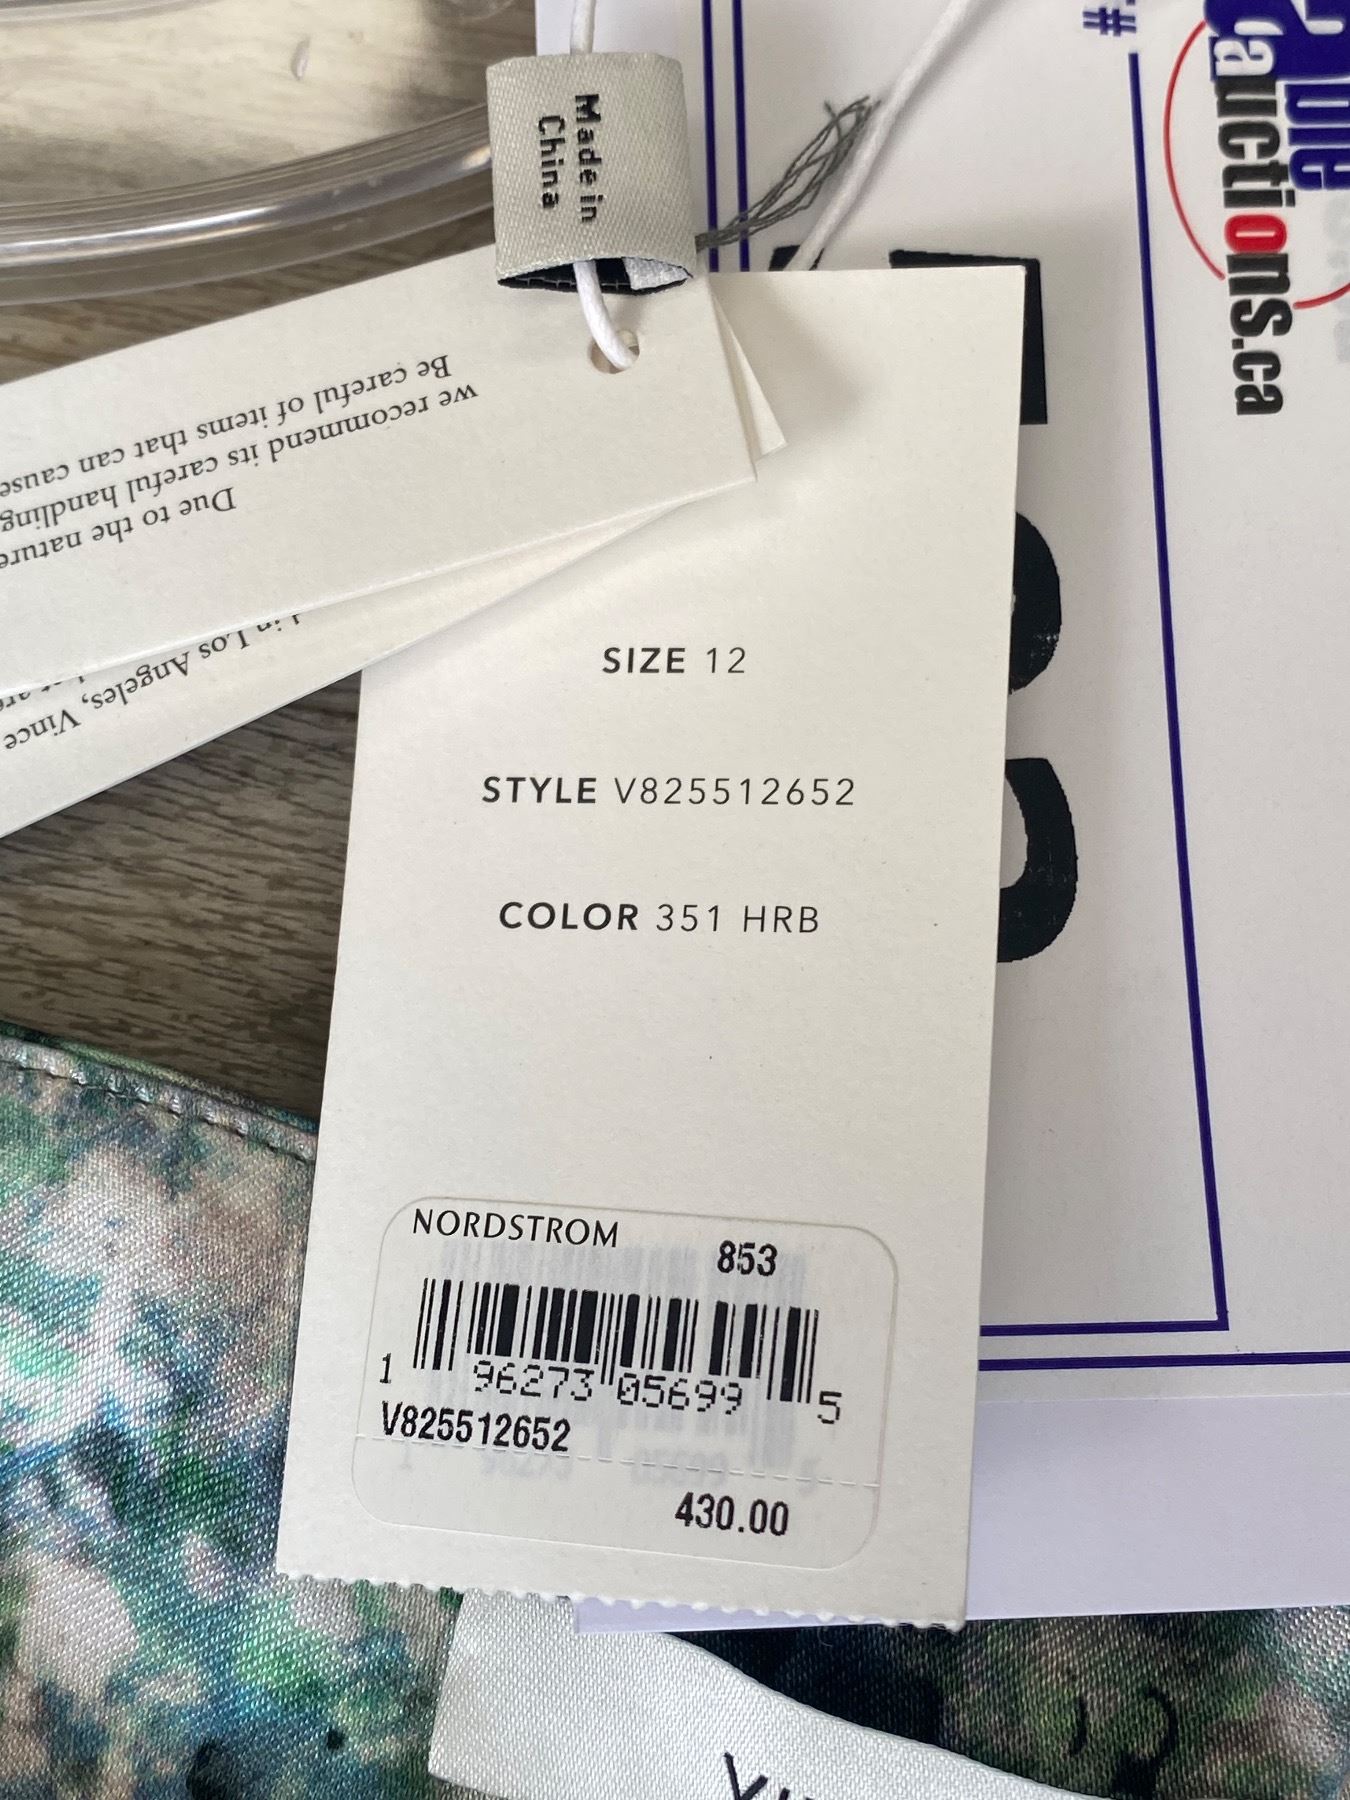 Made in
China
auctions.ca
#
Be careful of items that can cause
we recommend its careful handling
Due to the nature
in Los Angeles, Vince
SIZE 12
STYLE V825512652
COLOR 351 HRB
NORDSTROM
853
1 96273 05699 5
V825512652
430.00